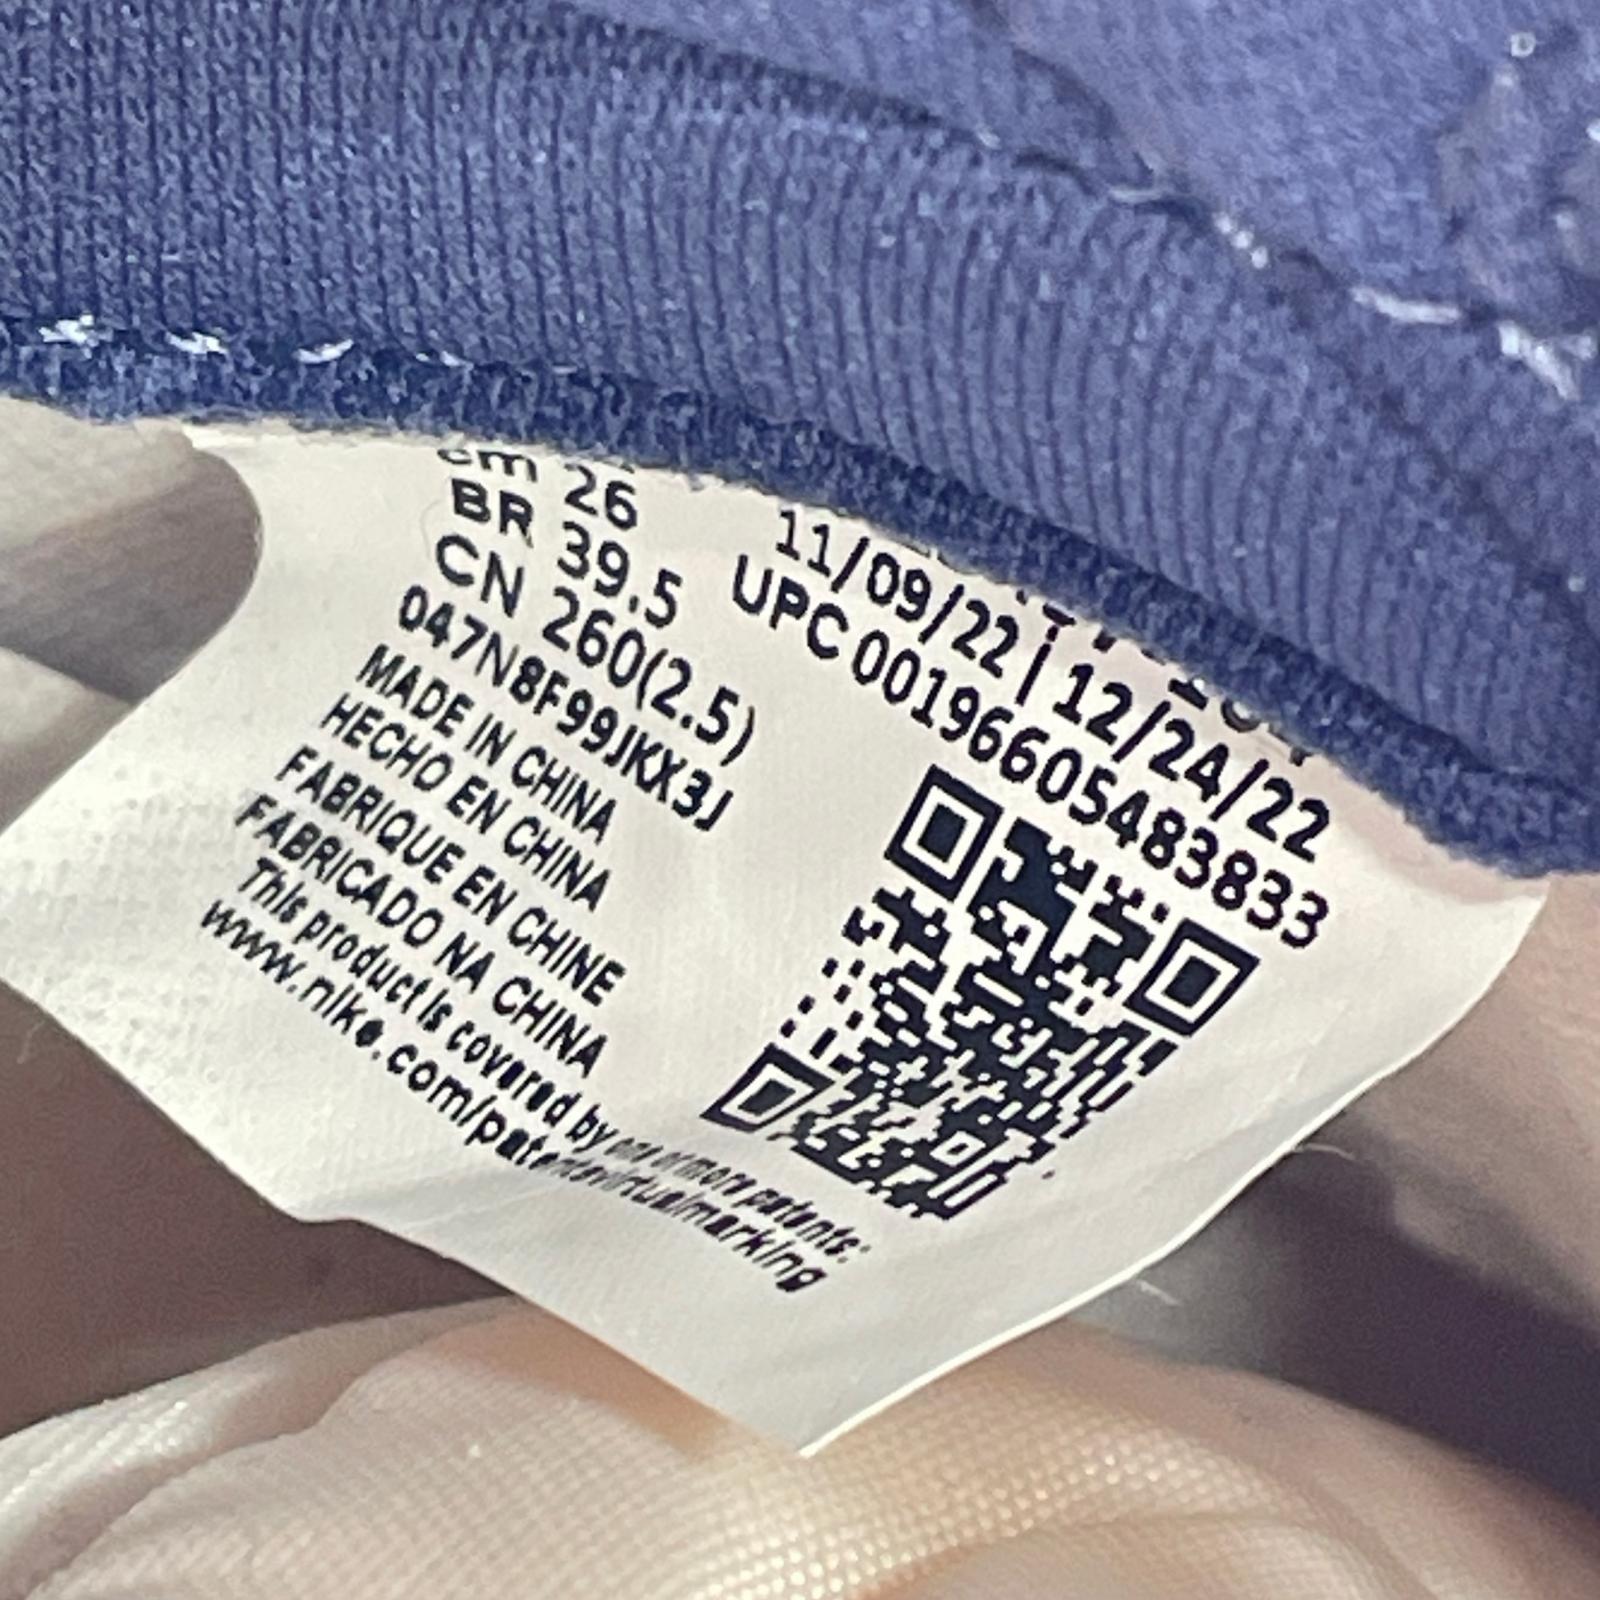 cm 26
BR 39.5
CN 260(2.5)
047N8F99JKX3J
MADE IN CHINA
HECHO EN CHINA
FABRIQUE EN CHINE
FABRICADO NA CHINA
This product is covered by one or more patents:
www.nike.com/patentsvirtualmarking
11/09/22 | 12/24/22
UPC 00196605483833